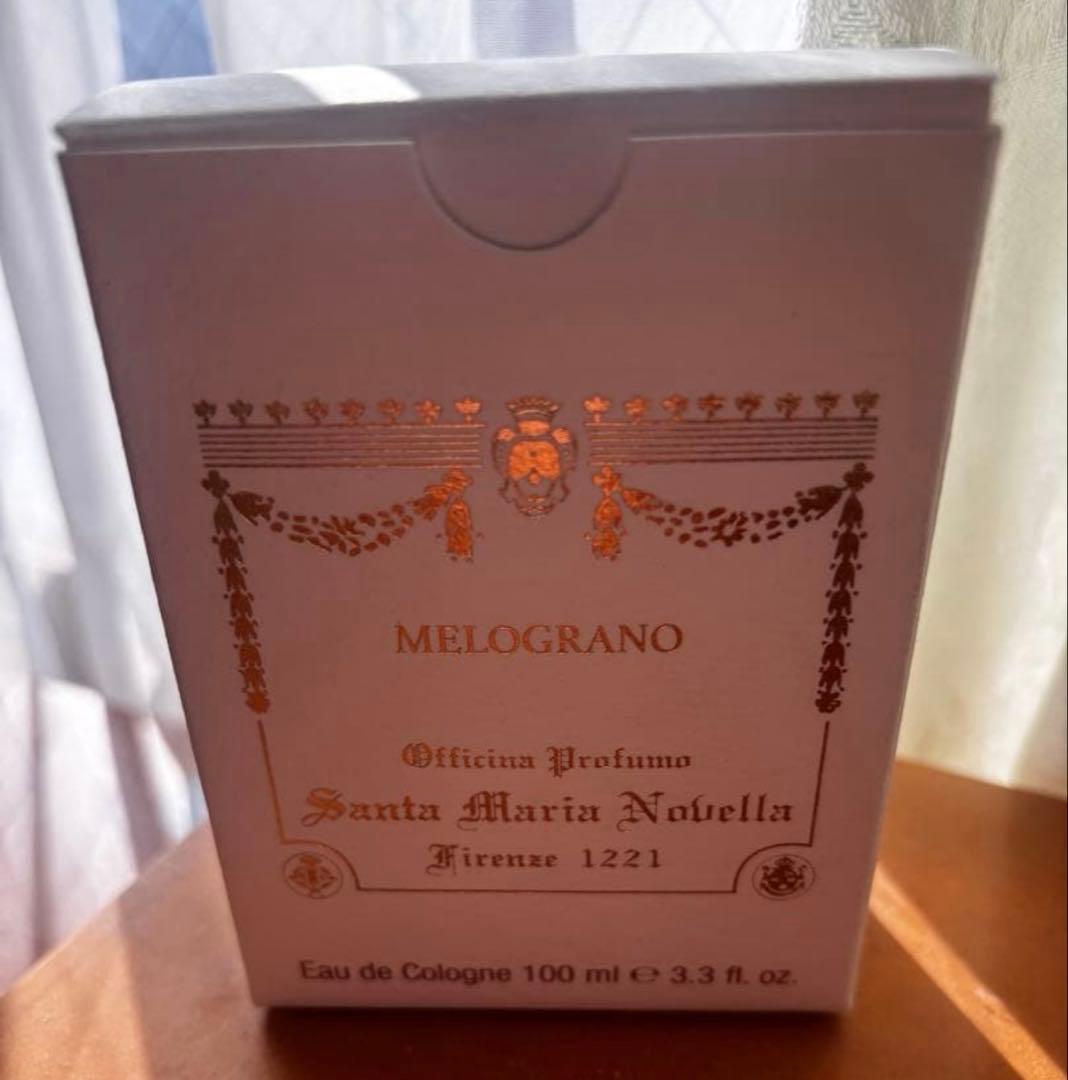 MELOGRANO
Officina Profumo
Santa Maria Novella
Firenze 1221
Eau de Cologne 100 ml ℮ 3.3 fl. oz.